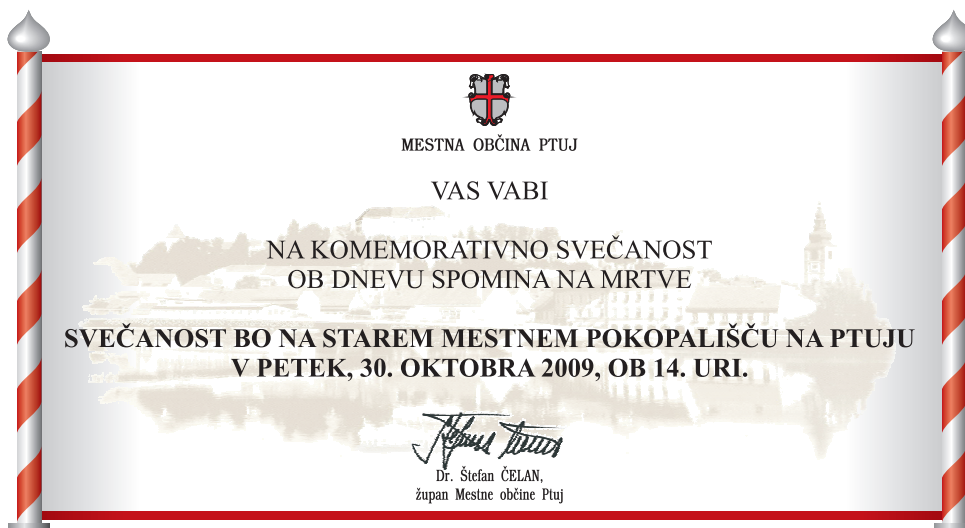 MESTNA OBČINA PTUJ
VAS VABI
NA KOMEMORATIVNO SVEČANOST
OB DNEVU SPOMINA NA MRTVE
SVEČANOST BO NA STAREM MESTNEM POKOPALIŠČU NA PTUJU
V PETEK, 30. OKTOBRA 2009, OB 14. URI.
Dr. Štefan ČELAN,
župan Mestne občine Ptuj